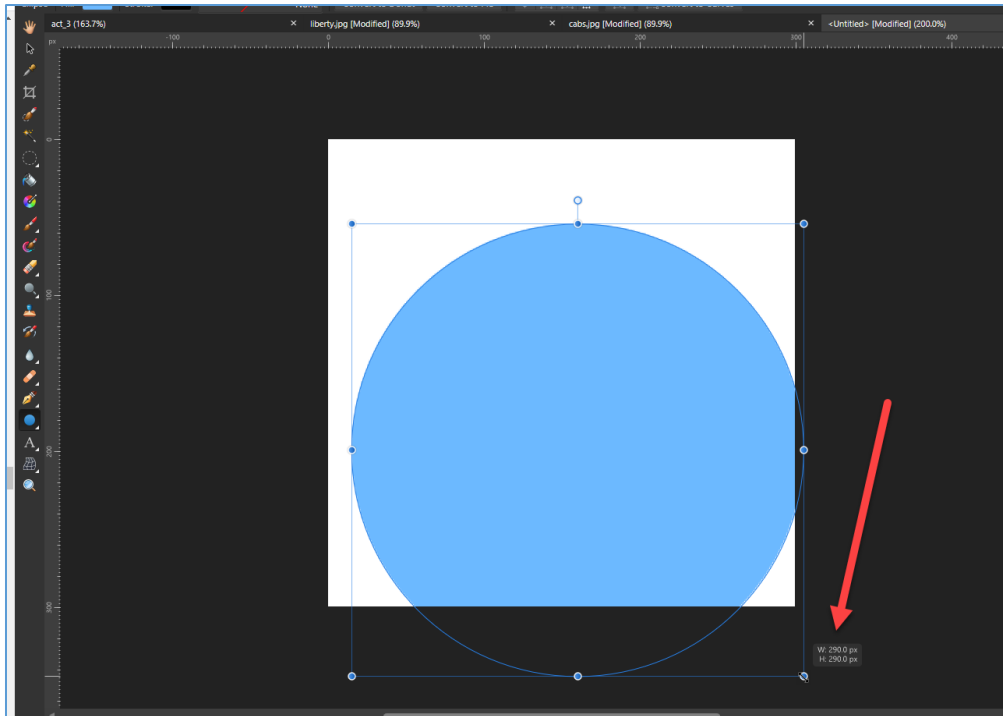 act_3 (163.7%) × liberty.jpg [Modified] (89.9%) × cabs.jpg [Modified] (89.9%) × <Untitled> [Modified] (200.0%)
px -100 0 100 200 300 400
0
100
200
300
A
W: 290.0 px
H: 290.0 px